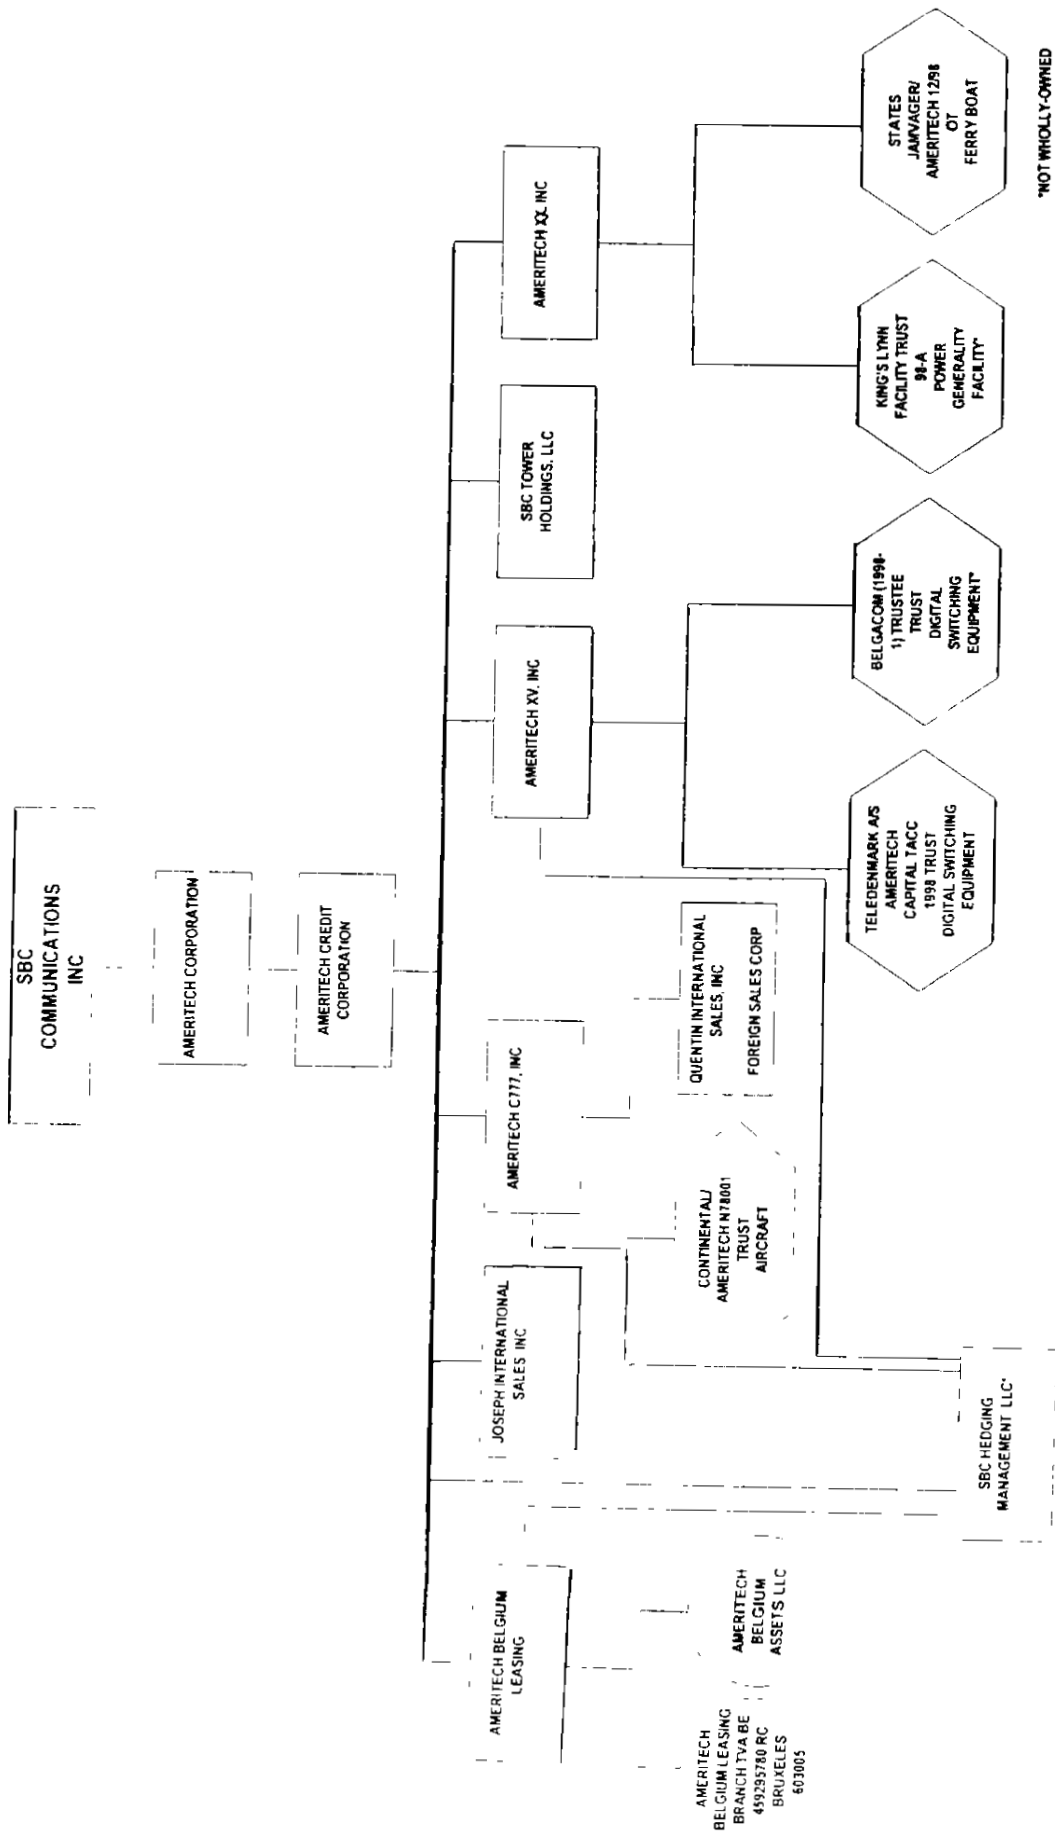 SBC
COMMUNICATIONS
INC
AMERITECH CORPORATION
AMERITECH CREDIT
CORPORATION
AMERITECH BELGIUM
LEASING
JOSEPH INTERNATIONAL
SALES INC
AMERITECH C777, INC
AMERITECH XV, INC
SBC TOWER
HOLDINGS, LLC
AMERITECH XX, INC
AMERITECH
BELGIUM LEASING
BRANCH TVA BE
459295780 RC
BRUXELES
603005
AMERITECH
BELGIUM
ASSETS LLC
CONTINENTAL/
AMERITECH N78001
TRUST
AIRCRAFT
QUENTIN INTERNATIONAL
SALES, INC
FOREIGN SALES CORP
TELEDENMARK A/S
AMERITECH
CAPITAL TACC
1998 TRUST
DIGITAL SWITCHING
EQUIPMENT
BELGACOM (1998-
1) TRUSTEE
TRUST
DIGITAL
SWITCHING
EQUIPMENT*
KING'S LYNN
FACILITY TRUST
98-A
POWER
GENERALITY
FACILITY*
STATES
JAMVAGER/
AMERITECH 12/98
OT
FERRY BOAT
SBC HEDGING
MANAGEMENT LLC*
*NOT WHOLLY-OWNED